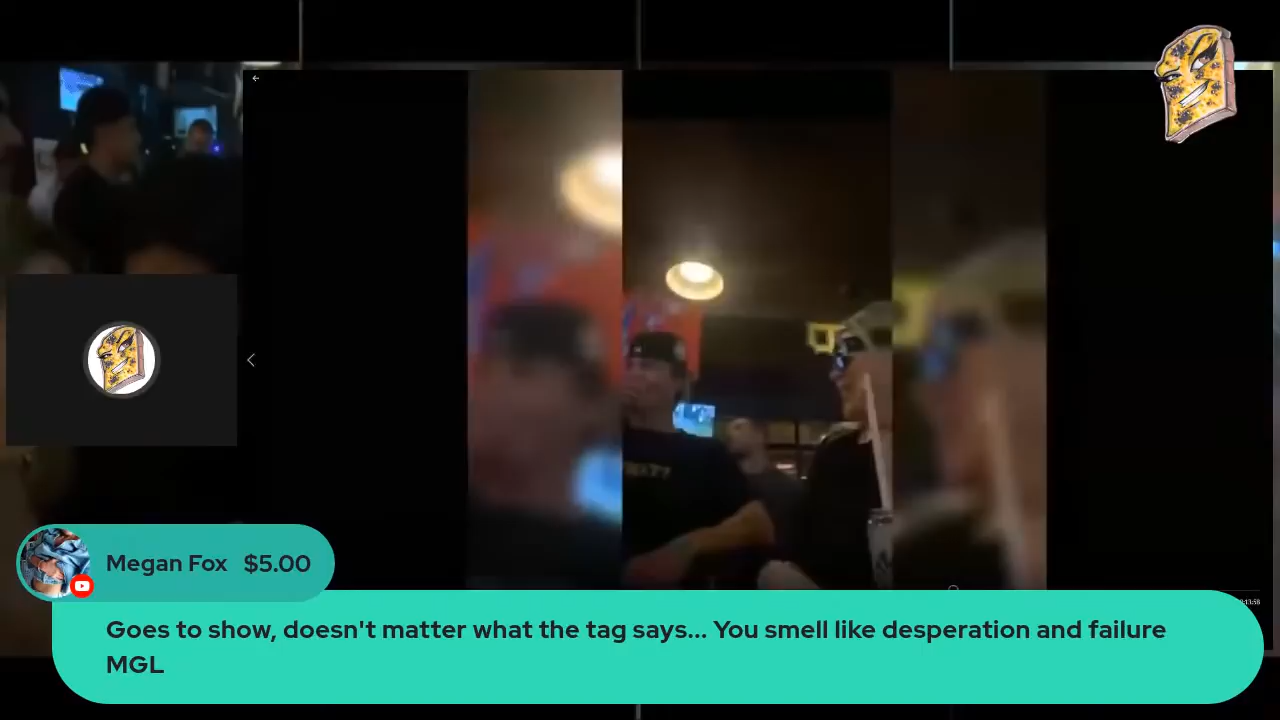 Megan Fox $5.00
Goes to show, doesn't matter what the tag says... You smell like desperation and failure
MGL